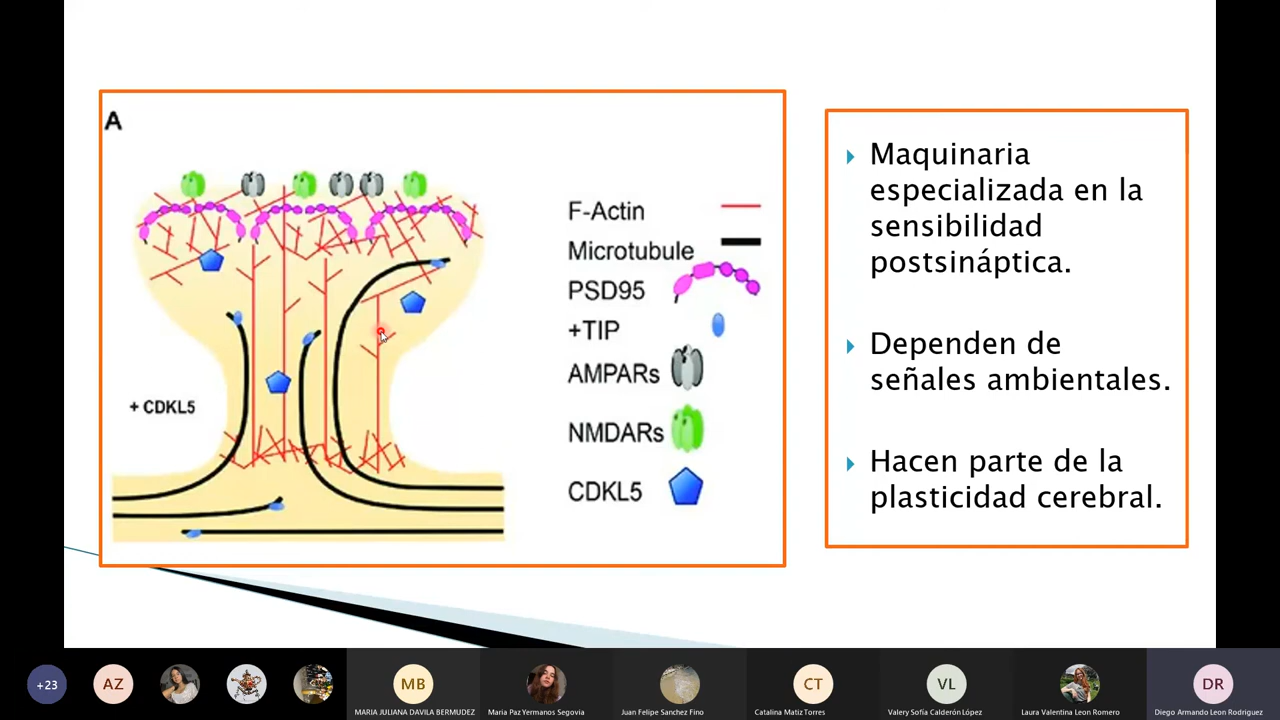 A
+ CDKL5
F-Actin
Microtubule
PSD95
+TIP
AMPARs
NMDARs
CDKL5
Maquinaria
especializada en la
sensibilidad
postsináptica.
Dependen de
señales ambientales.
Hacen parte de la
plasticidad cerebral.
+23
AZ
MB
CT
VL
DR
MARIA JULIANA DAVILA BERMUDEZ
Maria Paz Yermanos Segovia
Juan Felipe Sanchez Fino
Catalina Matiz Torres
Valery Sofía Calderón López
Laura Valentina Leon Romero
Diego Armando Leon Rodriguez